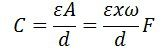 C = εA/d = εxω/d F